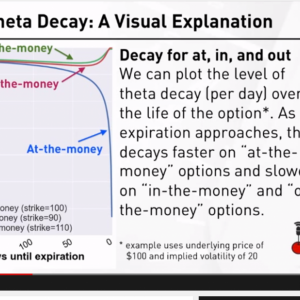 heta Decay: A Visual Explanation
-the-money
n-the-money
At-the-money
oney (strike=100)
oney (strike=90)
money (strike=110)
100
50
0
s until expiration
Decay for at, in, and out
We can plot the level of
theta decay (per day) over
the life of the option*. As
expiration approaches, th
decays faster on "at-the-
money" options and slowe
on "in-the-money" and "o
the-money" options.
* example uses underlying price of
$100 and implied volatility of 20